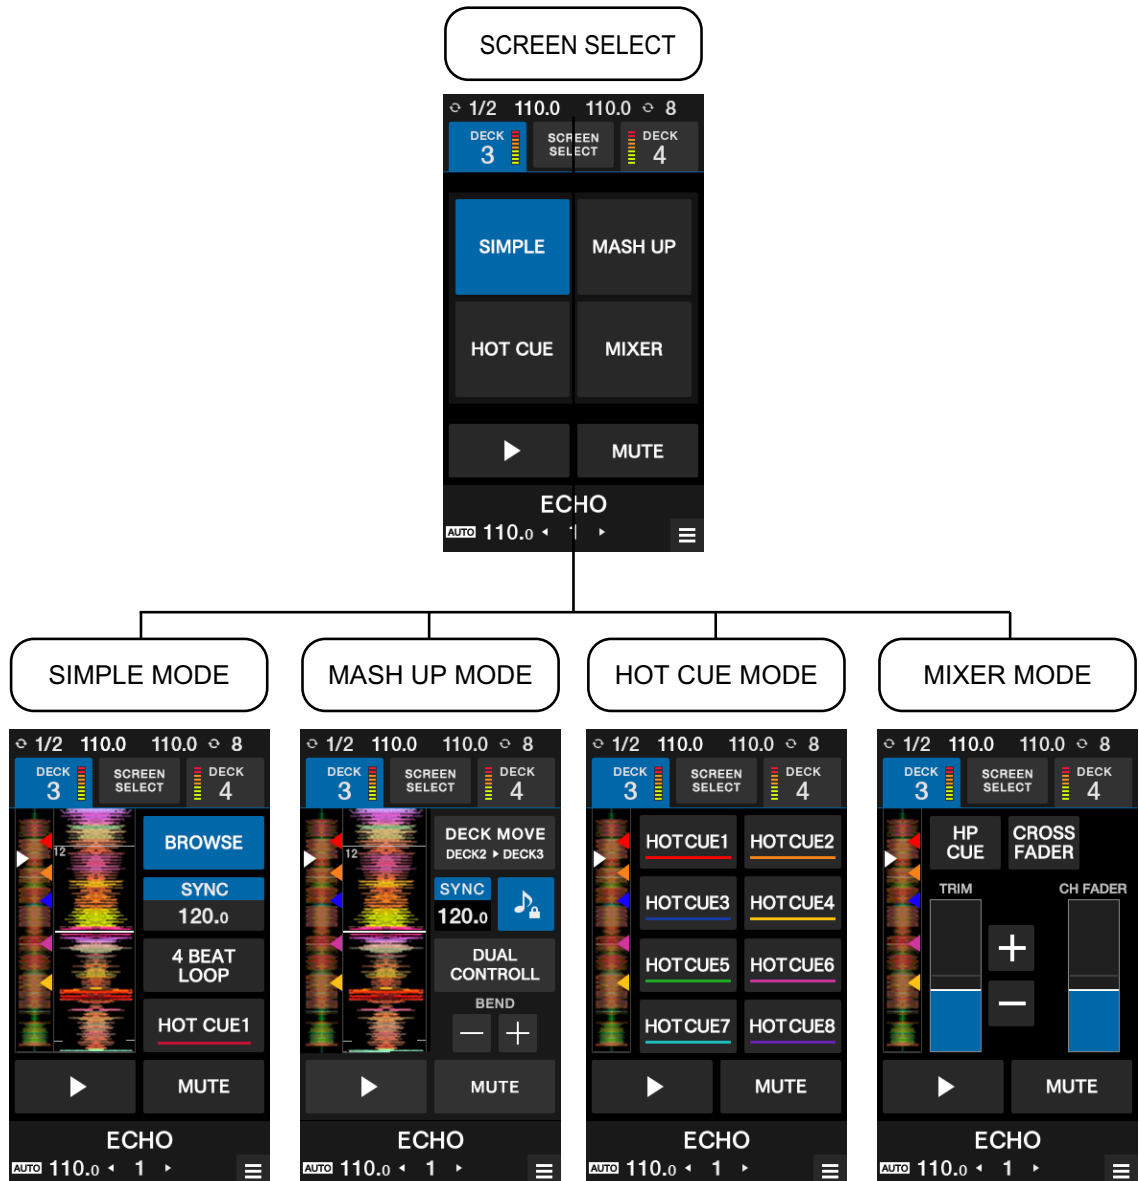 SCREEN SELECT
1/2 110.0 110.0 8
DECK 3 SCREEN SELECT DECK 4
SIMPLE MASH UP
HOT CUE MIXER
MUTE
ECHO
AUTO 110.0 1
SIMPLE MODE
1/2 110.0 110.0 8
DECK 3 SCREEN SELECT DECK 4
12
BROWSE
SYNC
120.0
4 BEAT
LOOP
HOT CUE1
MUTE
ECHO
AUTO 110.0 1
MASH UP MODE
1/2 110.0 110.0 8
DECK 3 SCREEN SELECT DECK 4
12
DECK MOVE
DECK2 ▶ DECK3
SYNC
120.0
DUAL
CONTROLL
BEND
− +
MUTE
ECHO
AUTO 110.0 1
HOT CUE MODE
1/2 110.0 110.0 8
DECK 3 SCREEN SELECT DECK 4
HOT CUE1 HOT CUE2
HOT CUE3 HOT CUE4
HOT CUE5 HOT CUE6
HOT CUE7 HOT CUE8
MUTE
ECHO
AUTO 110.0 1
MIXER MODE
1/2 110.0 110.0 8
DECK 3 SCREEN SELECT DECK 4
HP CUE
CROSS FADER
TRIM CH FADER
+
−
MUTE
ECHO
AUTO 110.0 1